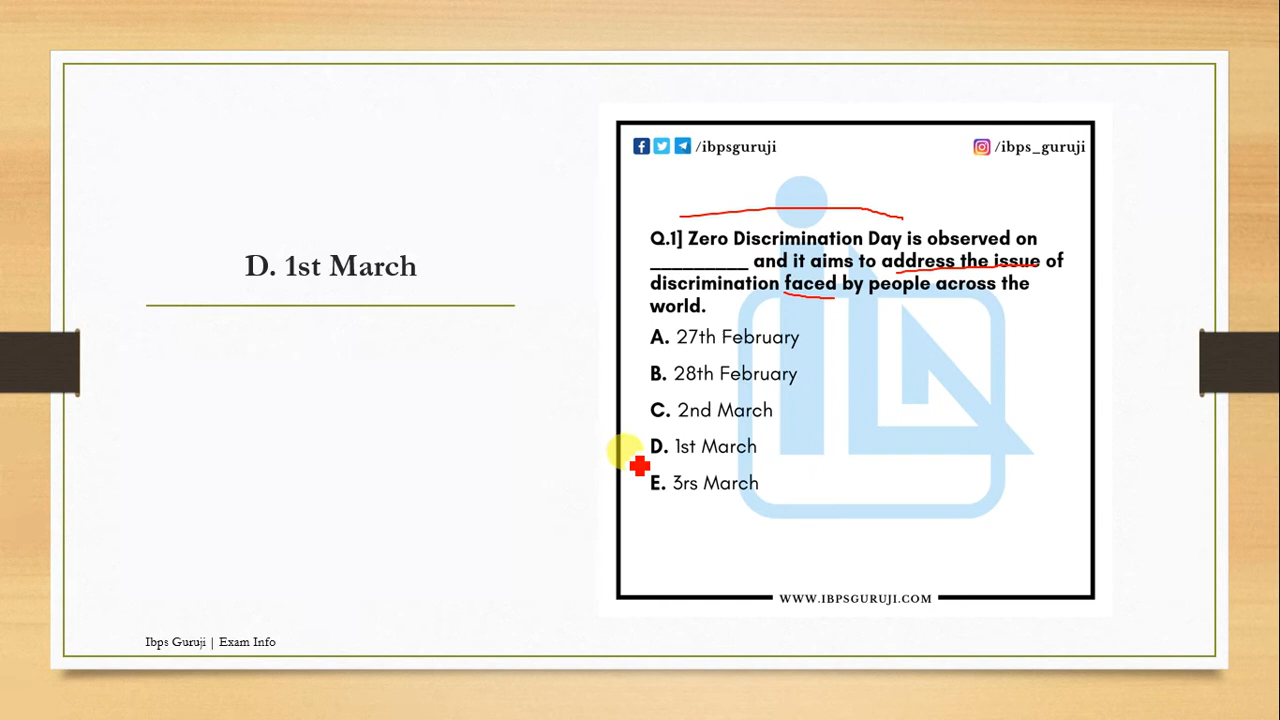 D. 1st March
/ibpsguruji
/ibps_guruji
Q.1] Zero Discrimination Day is observed on
_________ and it aims to address the issue of
discrimination faced by people across the
world.
A. 27th February
B. 28th February
C. 2nd March
D. 1st March
E. 3rs March
WWW.IBPSGURUJI.COM
Ibps Guruji | Exam Info